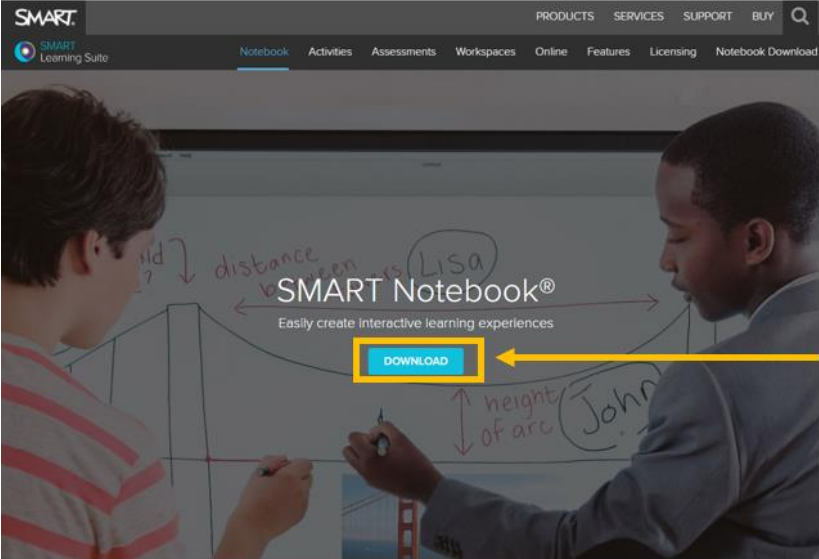 SMART.
PRODUCTS SERVICES SUPPORT BUY
SMART
Learning Suite
Notebook Activities Assessments Workspaces Online Features Licensing Notebook Download
distance
between
Lisa
SMART Notebook®
Easily create interactive learning experiences
DOWNLOAD
height
of arc
John